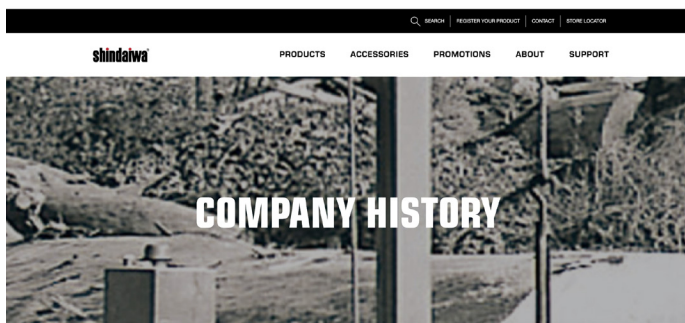 SEARCH REGISTER YOUR PRODUCT CONTACT STORE LOCATOR
shindaiwa PRODUCTS ACCESSORIES PROMOTIONS ABOUT SUPPORT
COMPANY HISTORY